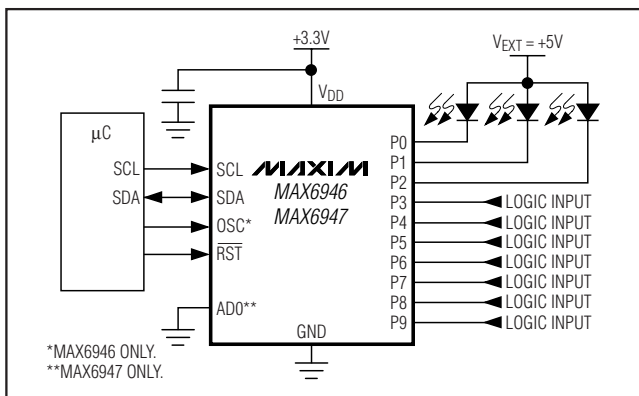 +3.3V
V_EXT = +5V
V_DD
μC
SCL
SDA
SCL
SDA
OSC*
RST
AD0**
GND
MAXIM
MAX6946
MAX6947
P0
P1
P2
P3
P4
P5
P6
P7
P8
P9
LOGIC INPUT
LOGIC INPUT
LOGIC INPUT
LOGIC INPUT
LOGIC INPUT
LOGIC INPUT
LOGIC INPUT
*MAX6946 ONLY.
**MAX6947 ONLY.